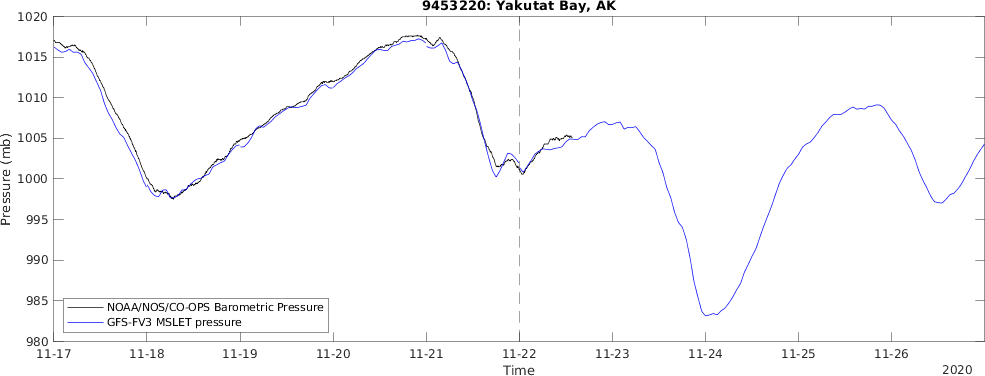 9453220: Yakutat Bay, AK
1020
1015
1010
1005
1000
995
990
985
980
Pressure (mb)
NOAA/NOS/CO-OPS Barometric Pressure
GFS-FV3 MSLET pressure
11-17 11-18 11-19 11-20 11-21 11-22 11-23 11-24 11-25 11-26
Time
2020